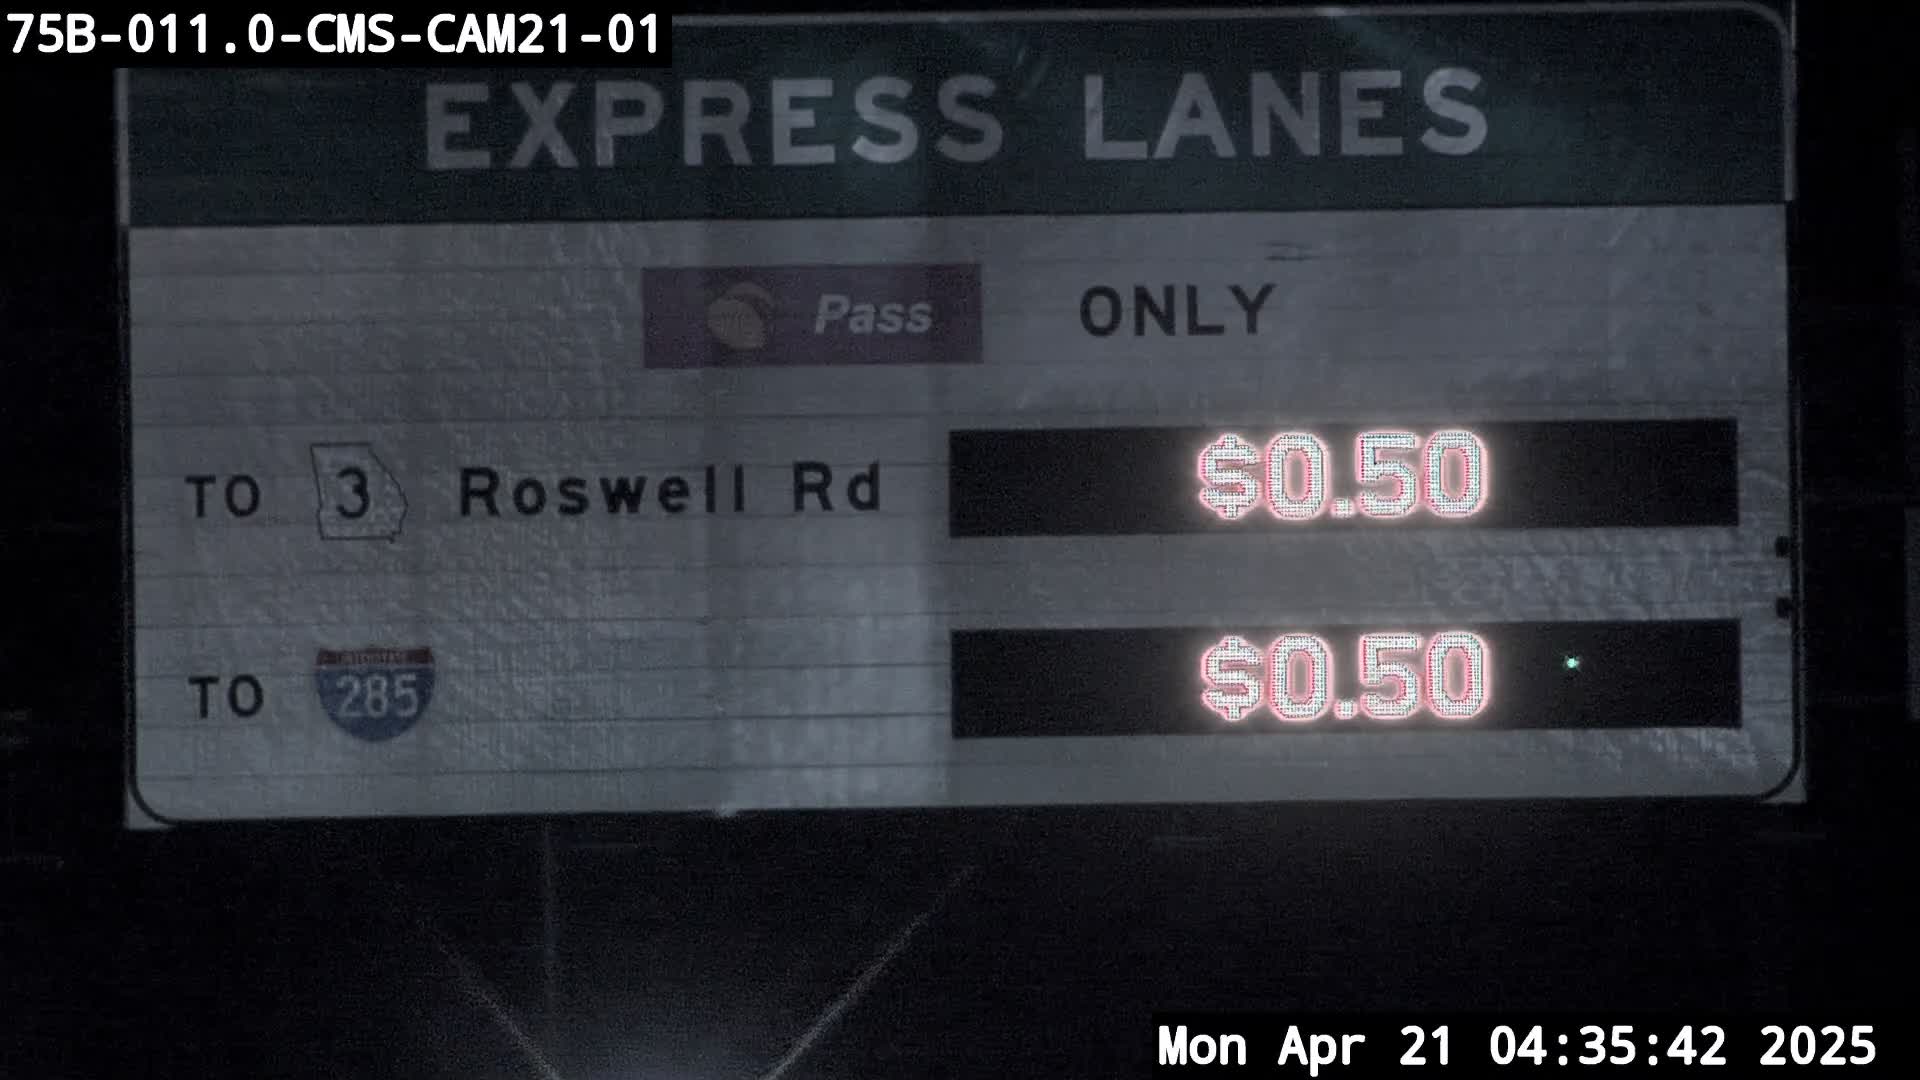 75B-011.0-CMS-CAM21-01
EXPRESS LANES
Pass ONLY
TO 3 Roswell Rd $0.50
TO INTERSTATE 285 $0.50
Mon Apr 21 04:35:42 2025